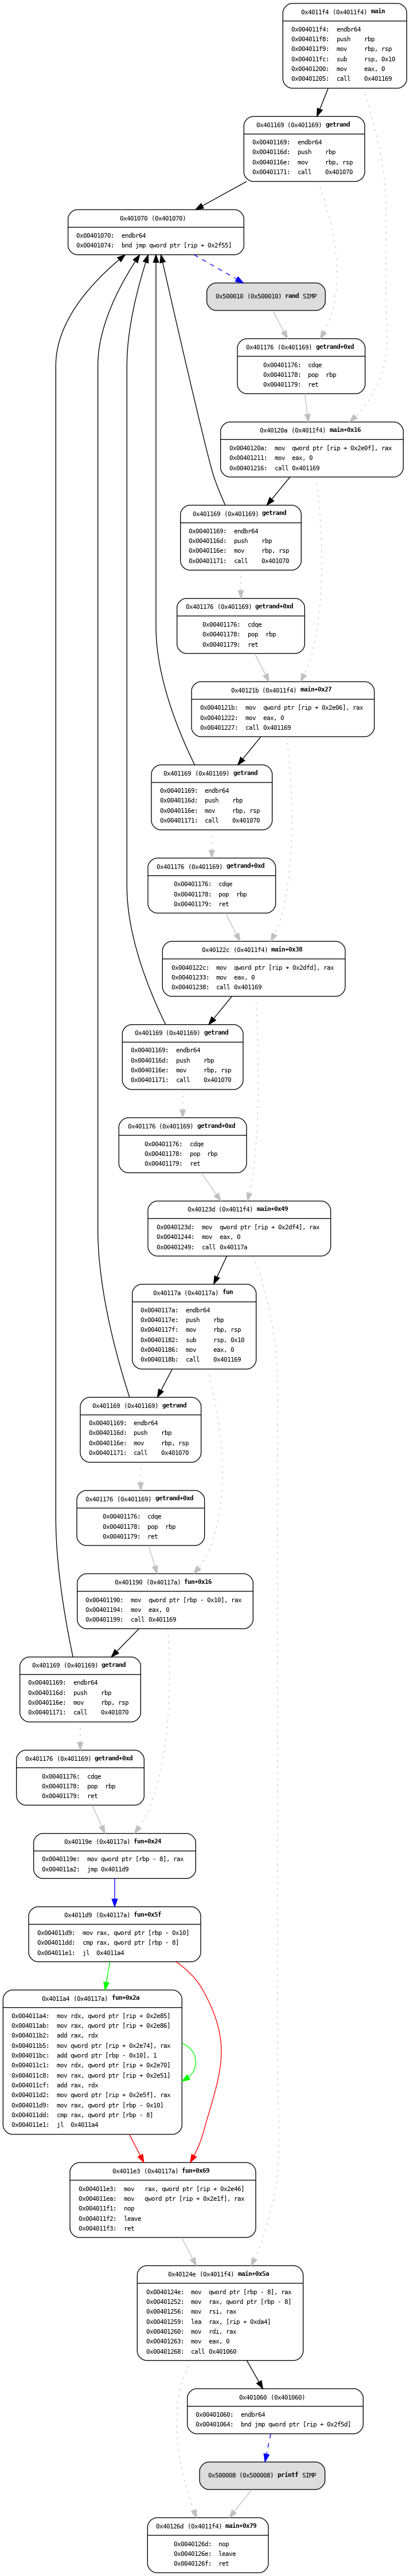 0x4011f4 (0x4011f4) main
0x004011f4: endbr64
0x004011f8: push rbp
0x004011f9: mov rbp, rsp
0x004011fc: sub rsp, 0x10
0x00401200: mov eax, 0
0x00401205: call 0x401169
0x401169 (0x401169) getrand
0x00401169: endbr64
0x0040116d: push rbp
0x0040116e: mov rbp, rsp
0x00401171: call 0x401070
0x401070 (0x401070)
0x00401070: endbr64
0x00401074: bnd jmp qword ptr [rip + 0x2f55]
0x500010 (0x500010) rand SIMP
0x401176 (0x401169) getrand+0xd
0x00401176: cdqe
0x00401178: pop rbp
0x00401179: ret
0x40120a (0x4011f4) main+0x16
0x0040120a: mov qword ptr [rip + 0x2e0f], rax
0x00401211: mov eax, 0
0x00401216: call 0x401169
0x401169 (0x401169) getrand
0x00401169: endbr64
0x0040116d: push rbp
0x0040116e: mov rbp, rsp
0x00401171: call 0x401070
0x401176 (0x401169) getrand+0xd
0x00401176: cdqe
0x00401178: pop rbp
0x00401179: ret
0x40121b (0x4011f4) main+0x27
0x0040121b: mov qword ptr [rip + 0x2e06], rax
0x00401222: mov eax, 0
0x00401227: call 0x401169
0x401169 (0x401169) getrand
0x00401169: endbr64
0x0040116d: push rbp
0x0040116e: mov rbp, rsp
0x00401171: call 0x401070
0x401176 (0x401169) getrand+0xd
0x00401176: cdqe
0x00401178: pop rbp
0x00401179: ret
0x40122c (0x4011f4) main+0x38
0x0040122c: mov qword ptr [rip + 0x2dfd], rax
0x00401233: mov eax, 0
0x00401238: call 0x401169
0x401169 (0x401169) getrand
0x00401169: endbr64
0x0040116d: push rbp
0x0040116e: mov rbp, rsp
0x00401171: call 0x401070
0x401176 (0x401169) getrand+0xd
0x00401176: cdqe
0x00401178: pop rbp
0x00401179: ret
0x40123d (0x4011f4) main+0x49
0x0040123d: mov qword ptr [rip + 0x2df4], rax
0x00401244: mov eax, 0
0x00401249: call 0x40117a
0x40117a (0x40117a) fun
0x0040117a: endbr64
0x0040117e: push rbp
0x0040117f: mov rbp, rsp
0x00401182: sub rsp, 0x10
0x00401186: mov eax, 0
0x0040118b: call 0x401169
0x401169 (0x401169) getrand
0x00401169: endbr64
0x0040116d: push rbp
0x0040116e: mov rbp, rsp
0x00401171: call 0x401070
0x401176 (0x401169) getrand+0xd
0x00401176: cdqe
0x00401178: pop rbp
0x00401179: ret
0x401190 (0x40117a) fun+0x16
0x00401190: mov qword ptr [rbp - 0x10], rax
0x00401194: mov eax, 0
0x00401199: call 0x401169
0x401169 (0x401169) getrand
0x00401169: endbr64
0x0040116d: push rbp
0x0040116e: mov rbp, rsp
0x00401171: call 0x401070
0x401176 (0x401169) getrand+0xd
0x00401176: cdqe
0x00401178: pop rbp
0x00401179: ret
0x40119e (0x40117a) fun+0x24
0x0040119e: mov qword ptr [rbp - 8], rax
0x004011a2: jmp 0x4011d9
0x4011d9 (0x40117a) fun+0x5f
0x004011d9: mov rax, qword ptr [rbp - 0x10]
0x004011dd: cmp rax, qword ptr [rbp - 8]
0x004011e1: jl 0x4011a4
0x4011a4 (0x40117a) fun+0x2a
0x004011a4: mov rdx, qword ptr [rip + 0x2e85]
0x004011ab: mov rax, qword ptr [rip + 0x2e86]
0x004011b2: add rax, rdx
0x004011b5: mov qword ptr [rip + 0x2e74], rax
0x004011bc: add qword ptr [rbp - 0x10], 1
0x004011c1: mov rdx, qword ptr [rip + 0x2e70]
0x004011c8: mov rax, qword ptr [rip + 0x2e51]
0x004011cf: add rax, rdx
0x004011d2: mov qword ptr [rip + 0x2e5f], rax
0x004011d9: mov rax, qword ptr [rbp - 0x10]
0x004011dd: cmp rax, qword ptr [rbp - 8]
0x004011e1: jl 0x4011a4
0x4011e3 (0x40117a) fun+0x69
0x004011e3: mov rax, qword ptr [rip + 0x2e46]
0x004011ea: mov qword ptr [rip + 0x2e1f], rax
0x004011f1: nop
0x004011f2: leave
0x004011f3: ret
0x40124e (0x4011f4) main+0x5a
0x0040124e: mov qword ptr [rbp - 8], rax
0x00401252: mov rax, qword ptr [rbp - 8]
0x00401256: mov rsi, rax
0x00401259: lea rax, [rip + 0xda4]
0x00401260: mov rdi, rax
0x00401263: mov eax, 0
0x00401268: call 0x401060
0x401060 (0x401060)
0x00401060: endbr64
0x00401064: bnd jmp qword ptr [rip + 0x2f5d]
0x500008 (0x500008) printf SIMP
0x40126d (0x4011f4) main+0x79
0x0040126d: nop
0x0040126e: leave
0x0040126f: ret